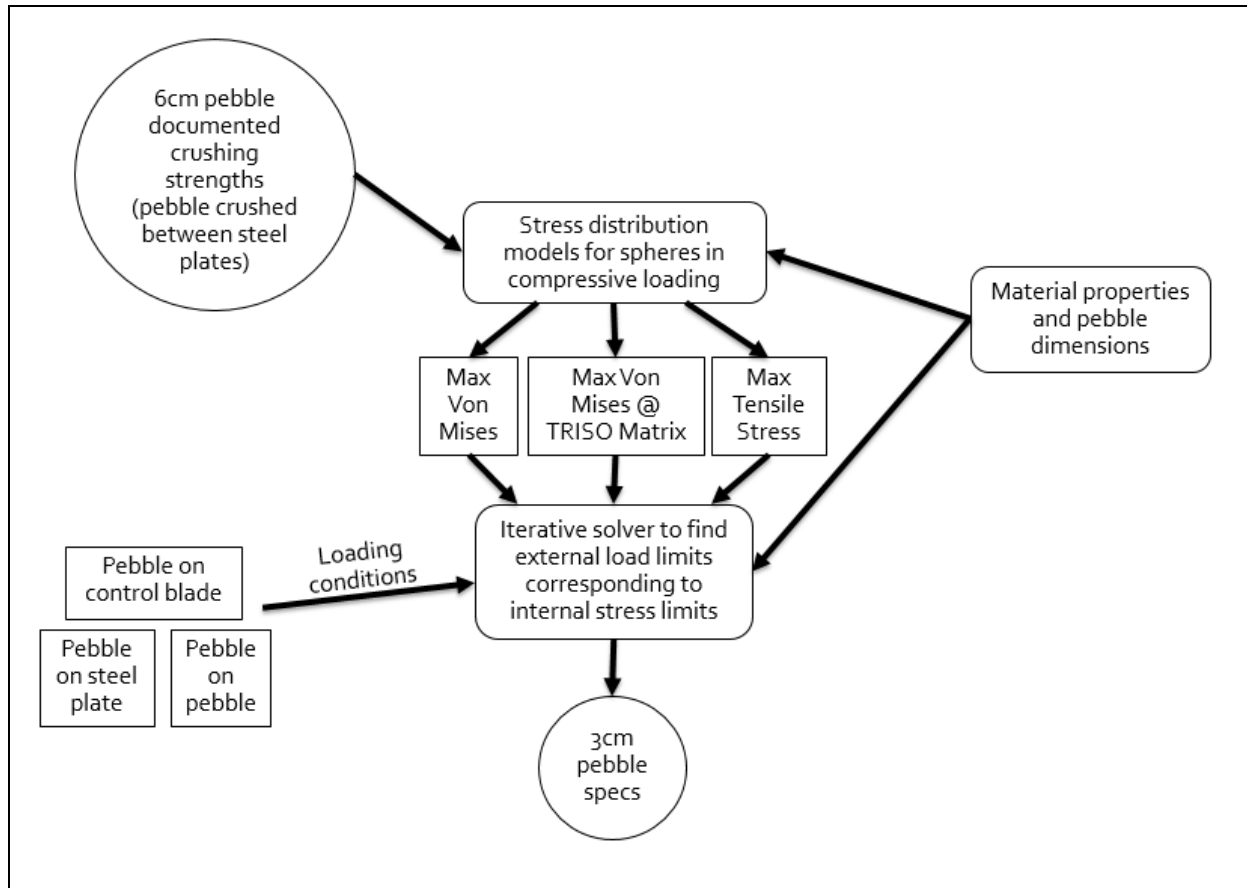 6cm pebble
documented
crushing
strengths
(pebble crushed
between steel
plates)
Stress distribution
models for spheres in
compressive loading
Material properties
and pebble
dimensions
Max
Von
Mises
Max Von
Mises @
TRISO Matrix
Max
Tensile
Stress
Iterative solver to find
external load limits
corresponding to
internal stress limits
Loading
conditions
Pebble on
control blade
Pebble
on steel
plate
Pebble
on
pebble
3cm
pebble
specs